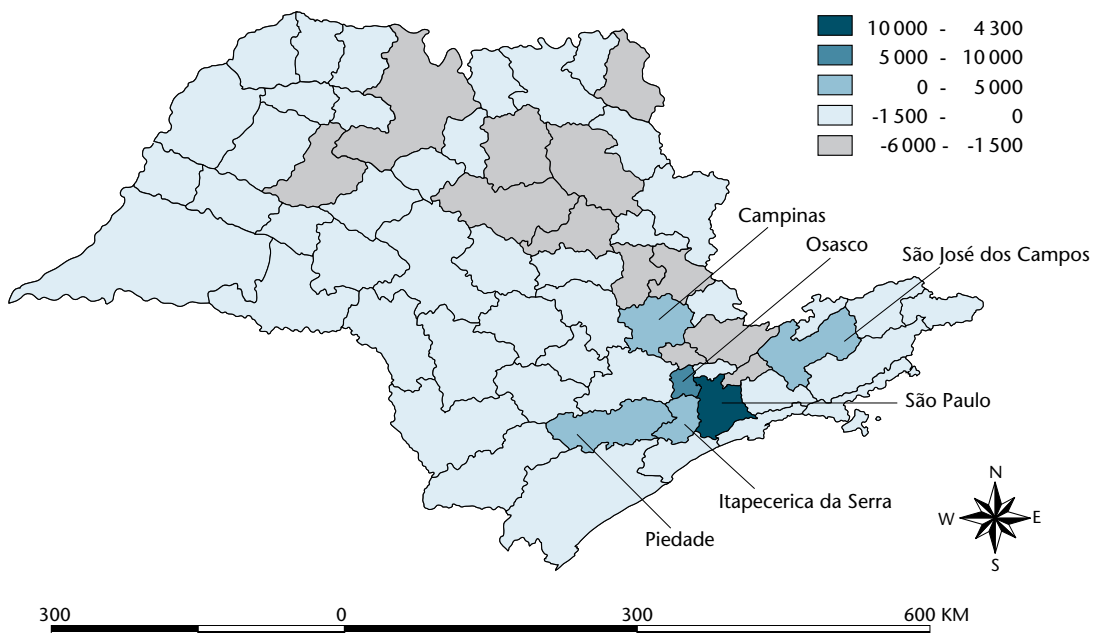 10 000 - 4 300
5 000 - 10 000
0 - 5 000
-1 500 - 0
-6 000 - -1 500
Campinas
Osasco
São José dos Campos
São Paulo
Itapecerica da Serra
Piedade
N
W E
S
300 0 300 600 KM